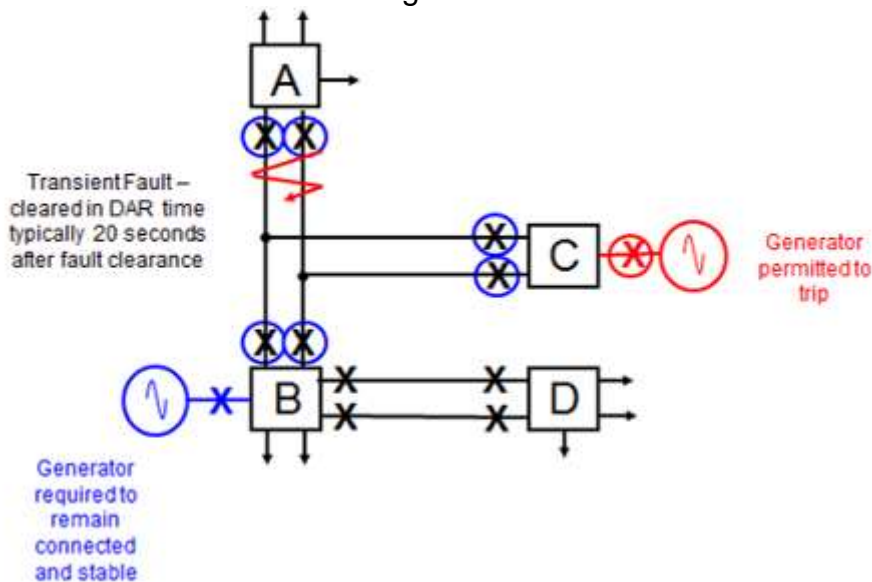 A
Transient Fault –
cleared in DAR time
typically 20 seconds
after fault clearance
C
Generator
permitted to
trip
B
D
Generator
required to
remain
connected
and stable